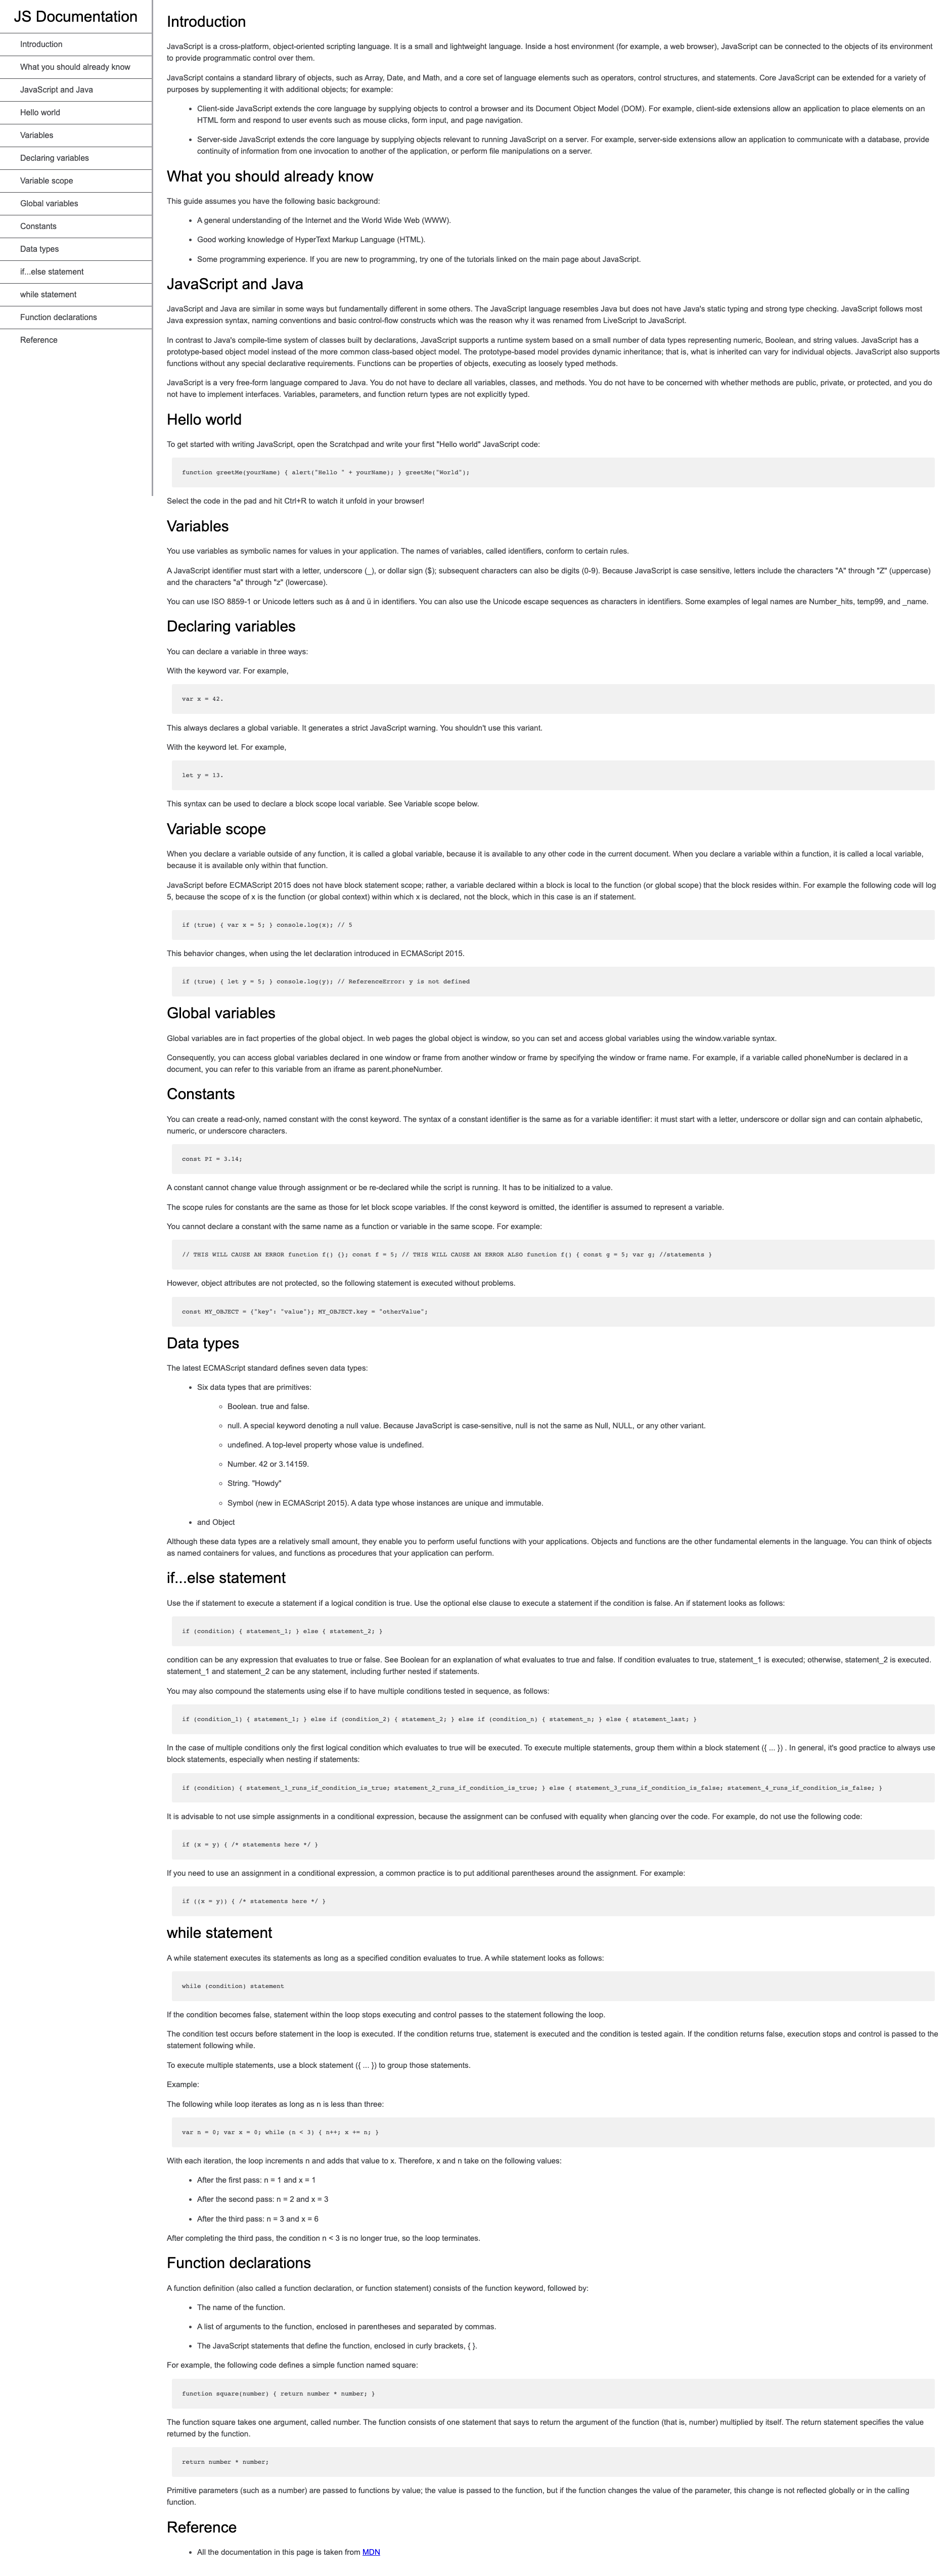 JS Documentation
Introduction
What you should already know
JavaScript and Java
Hello world
Variables
Declaring variables
Variable scope
Global variables
Constants
Data types
if...else statement
while statement
Function declarations
Reference
Introduction
JavaScript is a cross-platform, object-oriented scripting language. It is a small and lightweight language. Inside a host environment (for example, a web browser), JavaScript can be connected to the objects of its environment
to provide programmatic control over them.
JavaScript contains a standard library of objects, such as Array, Date, and Math, and a core set of language elements such as operators, control structures, and statements. Core JavaScript can be extended for a variety of
purposes by supplementing it with additional objects; for example:
• Client-side JavaScript extends the core language by supplying objects to control a browser and its Document Object Model (DOM). For example, client-side extensions allow an application to place elements on an
HTML form and respond to user events such as mouse clicks, form input, and page navigation.
• Server-side JavaScript extends the core language by supplying objects relevant to running JavaScript on a server. For example, server-side extensions allow an application to communicate with a database, provide
continuity of information from one invocation to another of the application, or perform file manipulations on a server.
What you should already know
This guide assumes you have the following basic background:
• A general understanding of the Internet and the World Wide Web (WWW).
• Good working knowledge of HyperText Markup Language (HTML).
• Some programming experience. If you are new to programming, try one of the tutorials linked on the main page about JavaScript.
JavaScript and Java
JavaScript and Java are similar in some ways but fundamentally different in some others. The JavaScript language resembles Java but does not have Java's static typing and strong type checking. JavaScript follows most
Java expression syntax, naming conventions and basic control-flow constructs which was the reason why it was renamed from LiveScript to JavaScript.
In contrast to Java's compile-time system of classes built by declarations, JavaScript supports a runtime system based on a small number of data types representing numeric, Boolean, and string values. JavaScript has a
prototype-based object model instead of the more common class-based object model. The prototype-based model provides dynamic inheritance; that is, what is inherited can vary for individual objects. JavaScript also supports
functions without any special declarative requirements. Functions can be properties of objects, executing as loosely typed methods.
JavaScript is a very free-form language compared to Java. You do not have to declare all variables, classes, and methods. You do not have to be concerned with whether methods are public, private, or protected, and you do
not have to implement interfaces. Variables, parameters, and function return types are not explicitly typed.
Hello world
To get started with writing JavaScript, open the Scratchpad and write your first "Hello world" JavaScript code:
function greetMe(yourName) { alert("Hello " + yourName); } greetMe("World");
Select the code in the pad and hit Ctrl+R to watch it unfold in your browser!
Variables
You use variables as symbolic names for values in your application. The names of variables, called identifiers, conform to certain rules.
A JavaScript identifier must start with a letter, underscore (_), or dollar sign ($); subsequent characters can also be digits (0-9). Because JavaScript is case sensitive, letters include the characters "A" through "Z" (uppercase)
and the characters "a" through "z" (lowercase).
You can use ISO 8859-1 or Unicode letters such as å and ü in identifiers. You can also use the Unicode escape sequences as characters in identifiers. Some examples of legal names are Number_hits, temp99, and _name.
Declaring variables
You can declare a variable in three ways:
With the keyword var. For example,
var x = 42.
This always declares a global variable. It generates a strict JavaScript warning. You shouldn't use this variant.
With the keyword let. For example,
let y = 13.
This syntax can be used to declare a block scope local variable. See Variable scope below.
Variable scope
When you declare a variable outside of any function, it is called a global variable, because it is available to any other code in the current document. When you declare a variable within a function, it is called a local variable,
because it is available only within that function.
JavaScript before ECMAScript 2015 does not have block statement scope; rather, a variable declared within a block is local to the function (or global scope) that the block resides within. For example the following code will log
5, because the scope of x is the function (or global context) within which x is declared, not the block, which in this case is an if statement.
if (true) { var x = 5; } console.log(x); // 5
This behavior changes, when using the let declaration introduced in ECMAScript 2015.
if (true) { let y = 5; } console.log(y); // ReferenceError: y is not defined
Global variables
Global variables are in fact properties of the global object. In web pages the global object is window, so you can set and access global variables using the window.variable syntax.
Consequently, you can access global variables declared in one window or frame from another window or frame by specifying the window or frame name. For example, if a variable called phoneNumber is declared in a
document, you can refer to this variable from an iframe as parent.phoneNumber.
Constants
You can create a read-only, named constant with the const keyword. The syntax of a constant identifier is the same as for a variable identifier: it must start with a letter, underscore or dollar sign and can contain alphabetic,
numeric, or underscore characters.
const PI = 3.14;
A constant cannot change value through assignment or be re-declared while the script is running. It has to be initialized to a value.
The scope rules for constants are the same as those for let block scope variables. If the const keyword is omitted, the identifier is assumed to represent a variable.
You cannot declare a constant with the same name as a function or variable in the same scope. For example:
// THIS WILL CAUSE AN ERROR function f() {}; const f = 5; // THIS WILL CAUSE AN ERROR ALSO function f() { const g = 5; var g; //statements }
However, object attributes are not protected, so the following statement is executed without problems.
const MY_OBJECT = {"key": "value"}; MY_OBJECT.key = "otherValue";
Data types
The latest ECMAScript standard defines seven data types:
• Six data types that are primitives:
◦ Boolean. true and false.
◦ null. A special keyword denoting a null value. Because JavaScript is case-sensitive, null is not the same as Null, NULL, or any other variant.
◦ undefined. A top-level property whose value is undefined.
◦ Number. 42 or 3.14159.
◦ String. "Howdy"
◦ Symbol (new in ECMAScript 2015). A data type whose instances are unique and immutable.
• and Object
Although these data types are a relatively small amount, they enable you to perform useful functions with your applications. Objects and functions are the other fundamental elements in the language. You can think of objects
as named containers for values, and functions as procedures that your application can perform.
if...else statement
Use the if statement to execute a statement if a logical condition is true. Use the optional else clause to execute a statement if the condition is false. An if statement looks as follows:
if (condition) { statement_1; } else { statement_2; }
condition can be any expression that evaluates to true or false. See Boolean for an explanation of what evaluates to true and false. If condition evaluates to true, statement_1 is executed; otherwise, statement_2 is executed.
statement_1 and statement_2 can be any statement, including further nested if statements.
You may also compound the statements using else if to have multiple conditions tested in sequence, as follows:
if (condition_1) { statement_1; } else if (condition_2) { statement_2; } else if (condition_n) { statement_n; } else { statement_last; }
In the case of multiple conditions only the first logical condition which evaluates to true will be executed. To execute multiple statements, group them within a block statement ({ ... }) . In general, it's good practice to always use
block statements, especially when nesting if statements:
if (condition) { statement_1_runs_if_condition_is_true; statement_2_runs_if_condition_is_true; } else { statement_3_runs_if_condition_is_false; statement_4_runs_if_condition_is_false; }
It is advisable to not use simple assignments in a conditional expression, because the assignment can be confused with equality when glancing over the code. For example, do not use the following code:
if (x = y) { /* statements here */ }
If you need to use an assignment in a conditional expression, a common practice is to put additional parentheses around the assignment. For example:
if ((x = y)) { /* statements here */ }
while statement
A while statement executes its statements as long as a specified condition evaluates to true. A while statement looks as follows:
while (condition) statement
If the condition becomes false, statement within the loop stops executing and control passes to the statement following the loop.
The condition test occurs before statement in the loop is executed. If the condition returns true, statement is executed and the condition is tested again. If the condition returns false, execution stops and control is passed to the
statement following while.
To execute multiple statements, use a block statement ({ ... }) to group those statements.
Example:
The following while loop iterates as long as n is less than three:
var n = 0; var x = 0; while (n < 3) { n++; x += n; }
With each iteration, the loop increments n and adds that value to x. Therefore, x and n take on the following values:
• After the first pass: n = 1 and x = 1
• After the second pass: n = 2 and x = 3
• After the third pass: n = 3 and x = 6
After completing the third pass, the condition n < 3 is no longer true, so the loop terminates.
Function declarations
A function definition (also called a function declaration, or function statement) consists of the function keyword, followed by:
• The name of the function.
• A list of arguments to the function, enclosed in parentheses and separated by commas.
• The JavaScript statements that define the function, enclosed in curly brackets, { }.
For example, the following code defines a simple function named square:
function square(number) { return number * number; }
The function square takes one argument, called number. The function consists of one statement that says to return the argument of the function (that is, number) multiplied by itself. The return statement specifies the value
returned by the function.
return number * number;
Primitive parameters (such as a number) are passed to functions by value; the value is passed to the function, but if the function changes the value of the parameter, this change is not reflected globally or in the calling
function.
Reference
• All the documentation in this page is taken from MDN